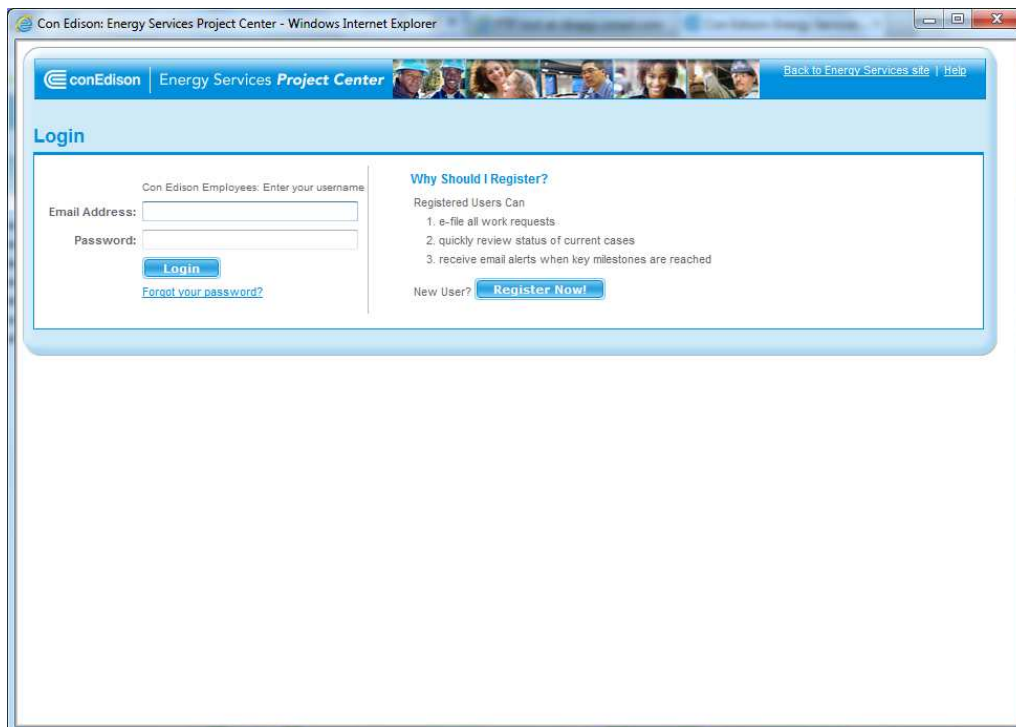 Con Edison: Energy Services Project Center - Windows Internet Explorer
conEdison Energy Services Project Center
Back to Energy Services site | Help
Login
Con Edison Employees: Enter your username
Email Address:
Password:
Login
Forgot your password?
Why Should I Register?
Registered Users Can
1. e-file all work requests
2. quickly review status of current cases
3. receive email alerts when key milestones are reached
New User? Register Now!